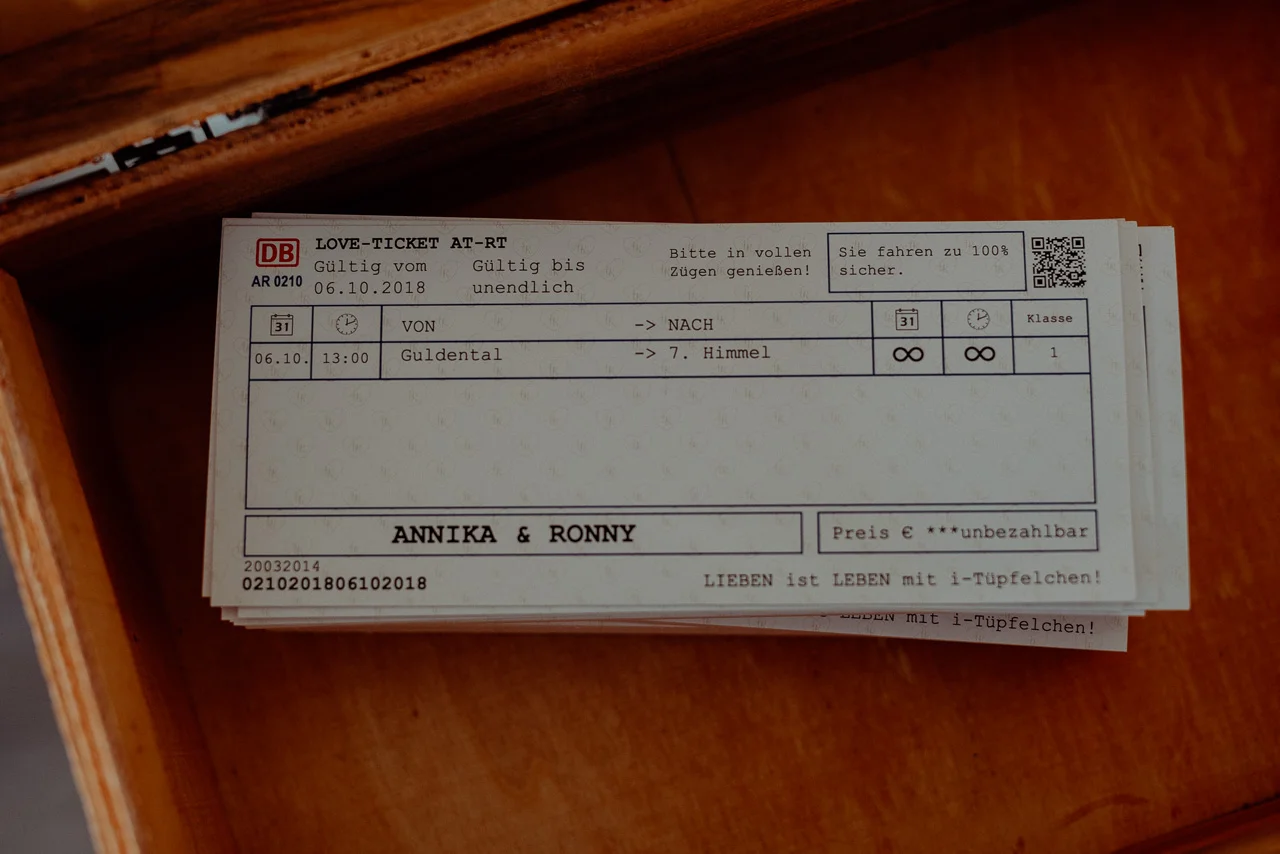 DB
AR 0210
LOVE-TICKET AT-RT
Gültig vom
06.10.2018
Gültig bis
unendlich
Bitte in vollen
Zügen genießen!
Sie fahren zu 100%
sicher.
31 VON -> NACH 31 Klasse
06.10. 13:00 Guldental -> 7. Himmel ∞ ∞ 1
ANNIKA & RONNY
Preis € ***unbezahlbar
20032014
0210201806102018
LIEBEN ist LEBEN mit i-Tüpfelchen!
LEBEN mit i-Tüpfelchen!